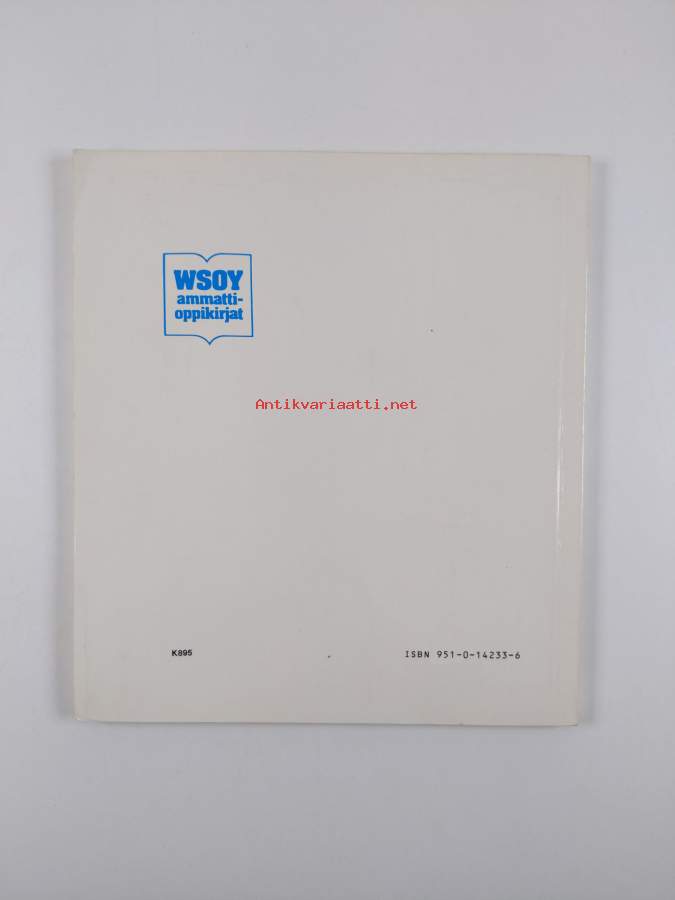 WSOY
ammatti-
oppikirjat
Antikvariaatti.net
K895
ISBN 951-0-14233-6